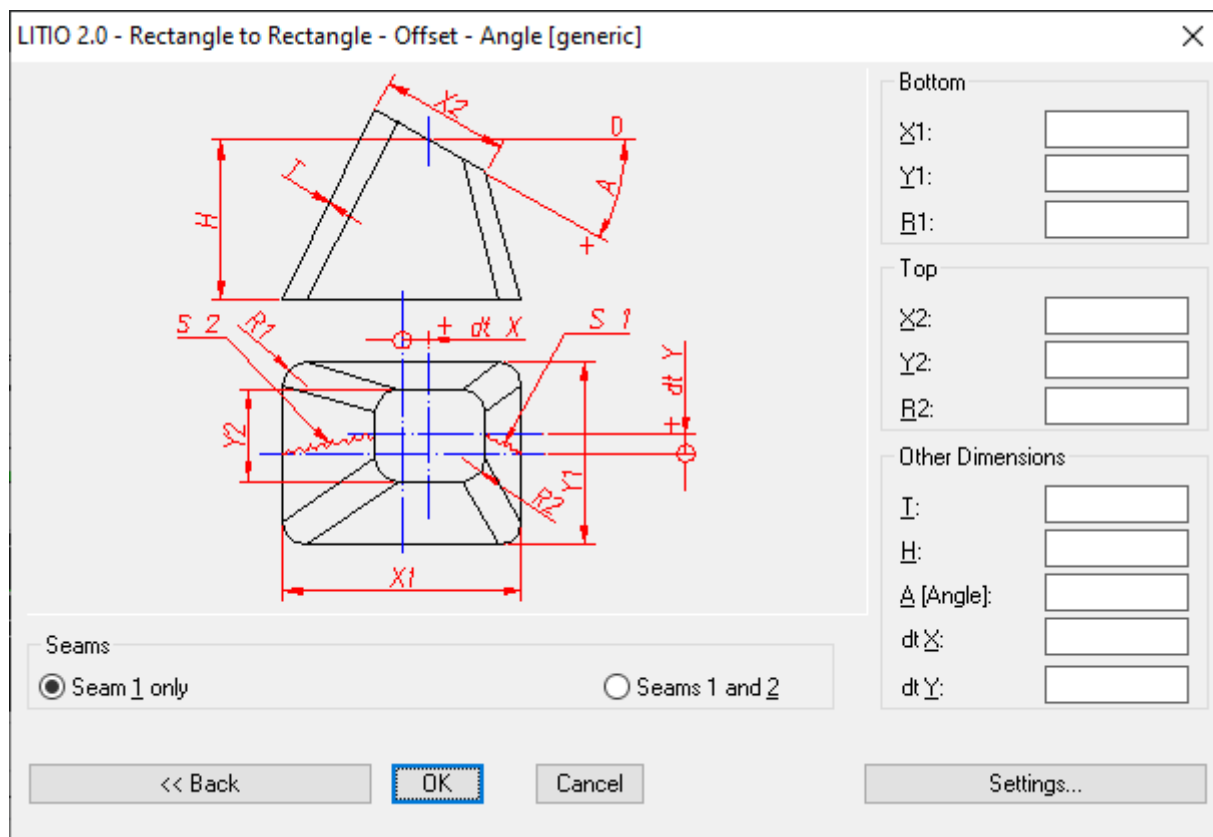 LITIO 2.0 - Rectangle to Rectangle - Offset - Angle [generic]
X2
0
T
A
H
+
S 2
R1
± dt X
S 1
Y2
Y1
± dt Y
R2
X1
Bottom
X1:
Y1:
R1:
Top
X2:
Y2:
R2:
Other Dimensions
T:
H:
A [Angle]:
dt X:
dt Y:
Seams
Seam 1 only
Seams 1 and 2
<< Back
OK
Cancel
Settings...